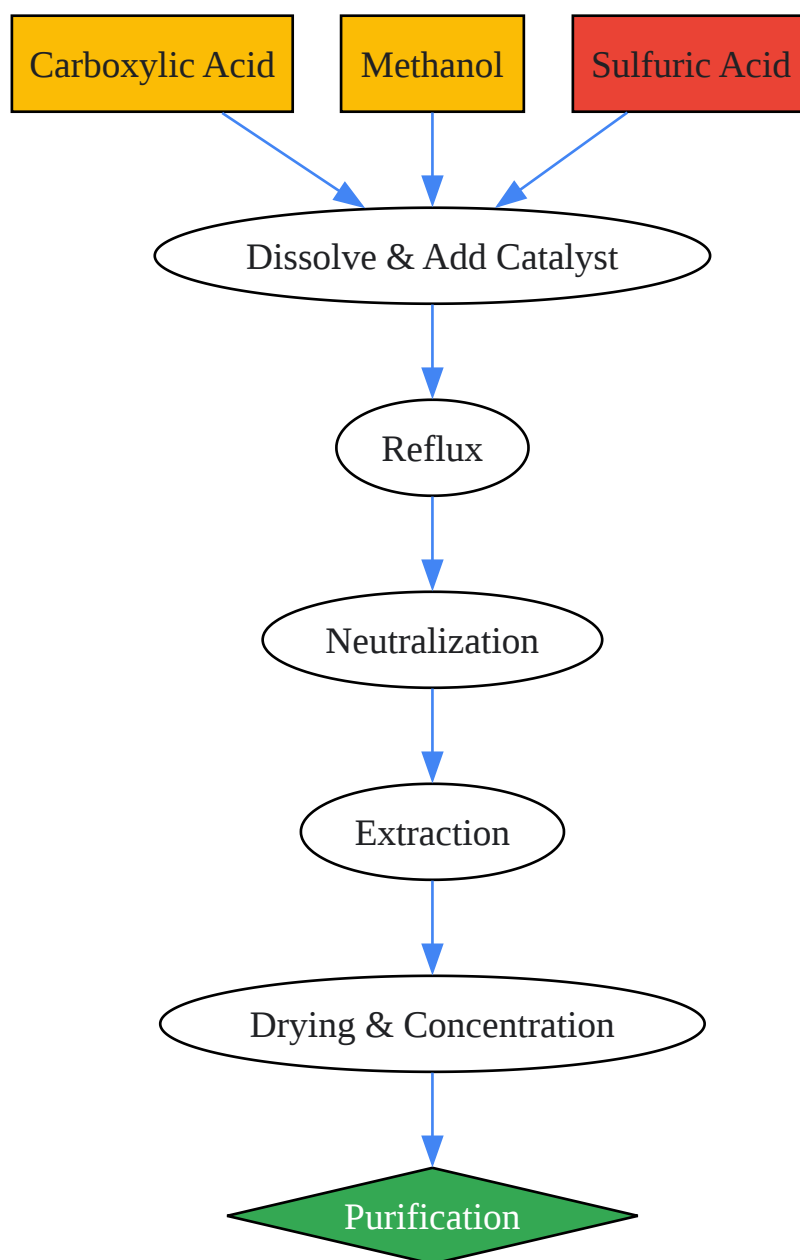 Carboxylic Acid
Methanol
Sulfuric Acid
Dissolve & Add Catalyst
Reflux
Neutralization
Extraction
Drying & Concentration
Purification